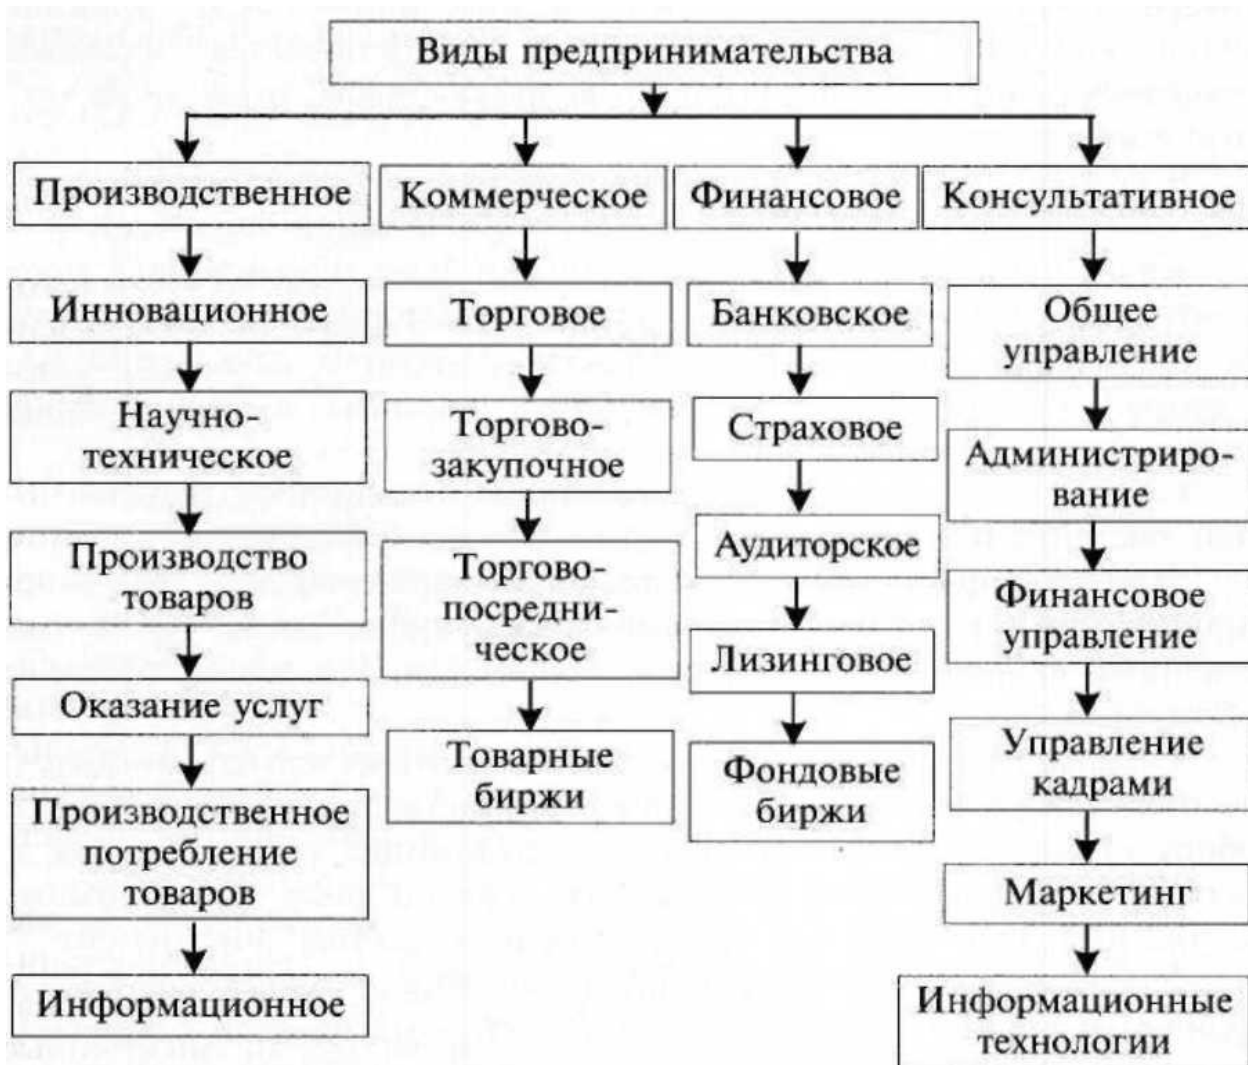 Виды предпринимательства
Производственное
Коммерческое
Финансовое
Консультативное
Инновационное
Торговое
Банковское
Общее
управление
Научно-
техническое
Торгово-
закупочное
Страховое
Администриро-
вание
Производство
товаров
Торгово-
посредни-
ческое
Аудиторское
Финансовое
управление
Оказание услуг
Лизинговое
Товарные
биржи
Фондовые
биржи
Управление
кадрами
Производственное
потребление
товаров
Маркетинг
Информационное
Информационные
технологии